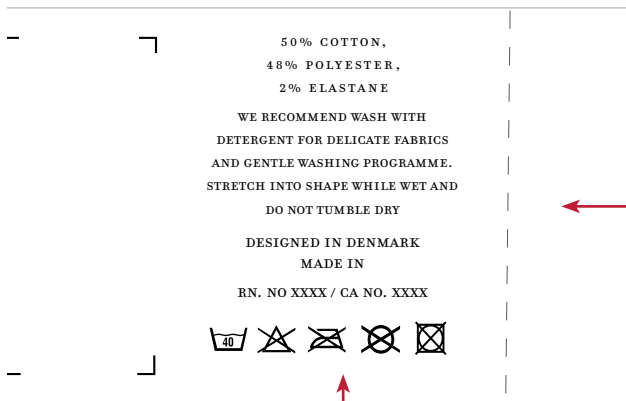 50% COTTON,
48% POLYESTER,
2% ELASTANE
WE RECOMMEND WASH WITH
DETERGENT FOR DELICATE FABRICS
AND GENTLE WASHING PROGRAMME.
STRETCH INTO SHAPE WHILE WET AND
DO NOT TUMBLE DRY
DESIGNED IN DENMARK
MADE IN
RN. NO XXXX / CA NO. XXXX
40